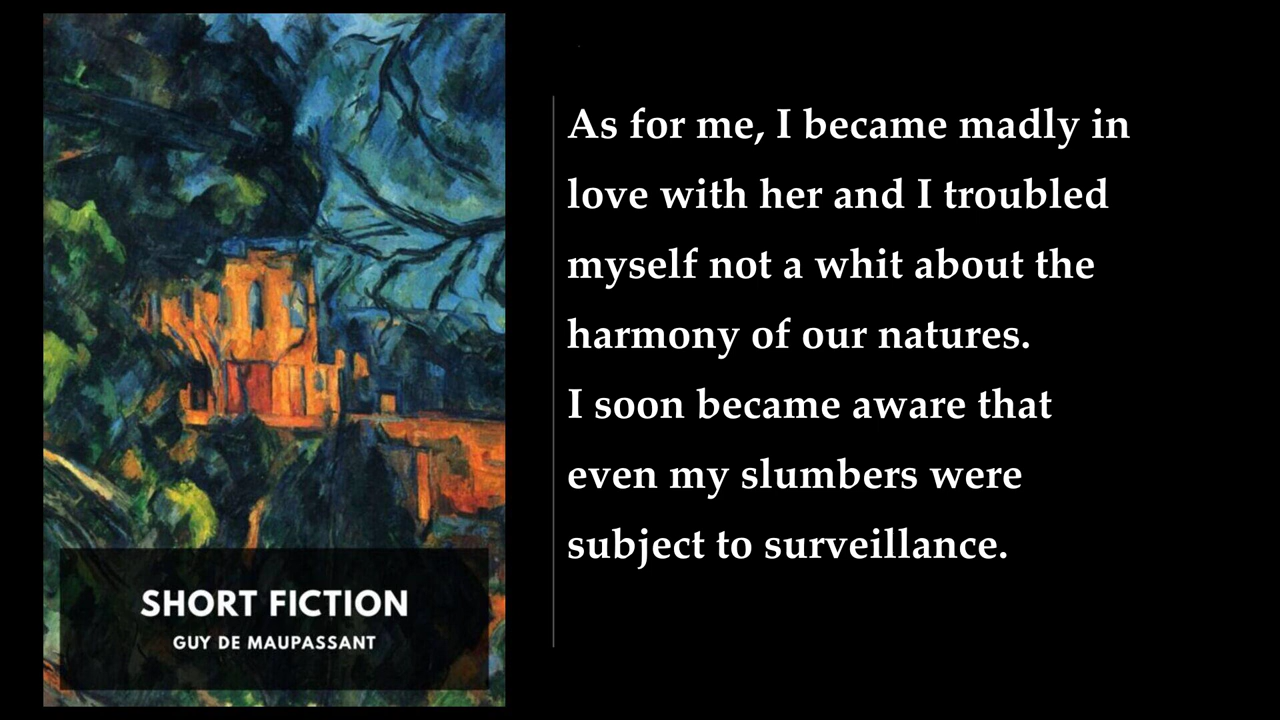 SHORT FICTION
GUY DE MAUPASSANT
As for me, I became madly in
love with her and I troubled
myself not a whit about the
harmony of our natures.
I soon became aware that
even my slumbers were
subject to surveillance.